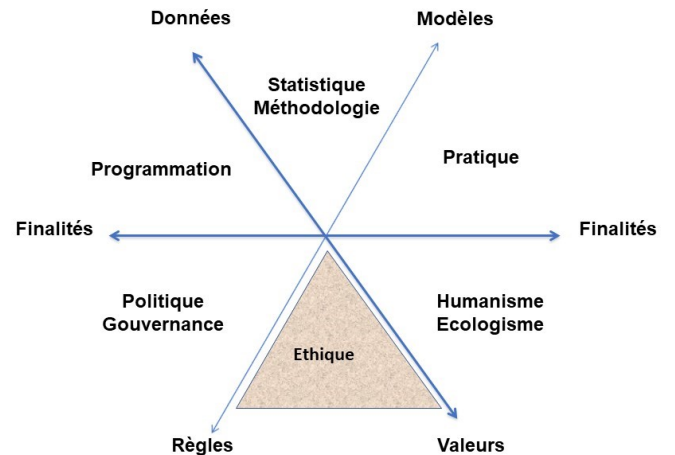 Données
Modèles
Statistique
Méthodologie
Pratique
Programmation
Finalités
Finalités
Politique
Gouvernance
Humanisme
Ecologisme
Ethique
Règles
Valeurs